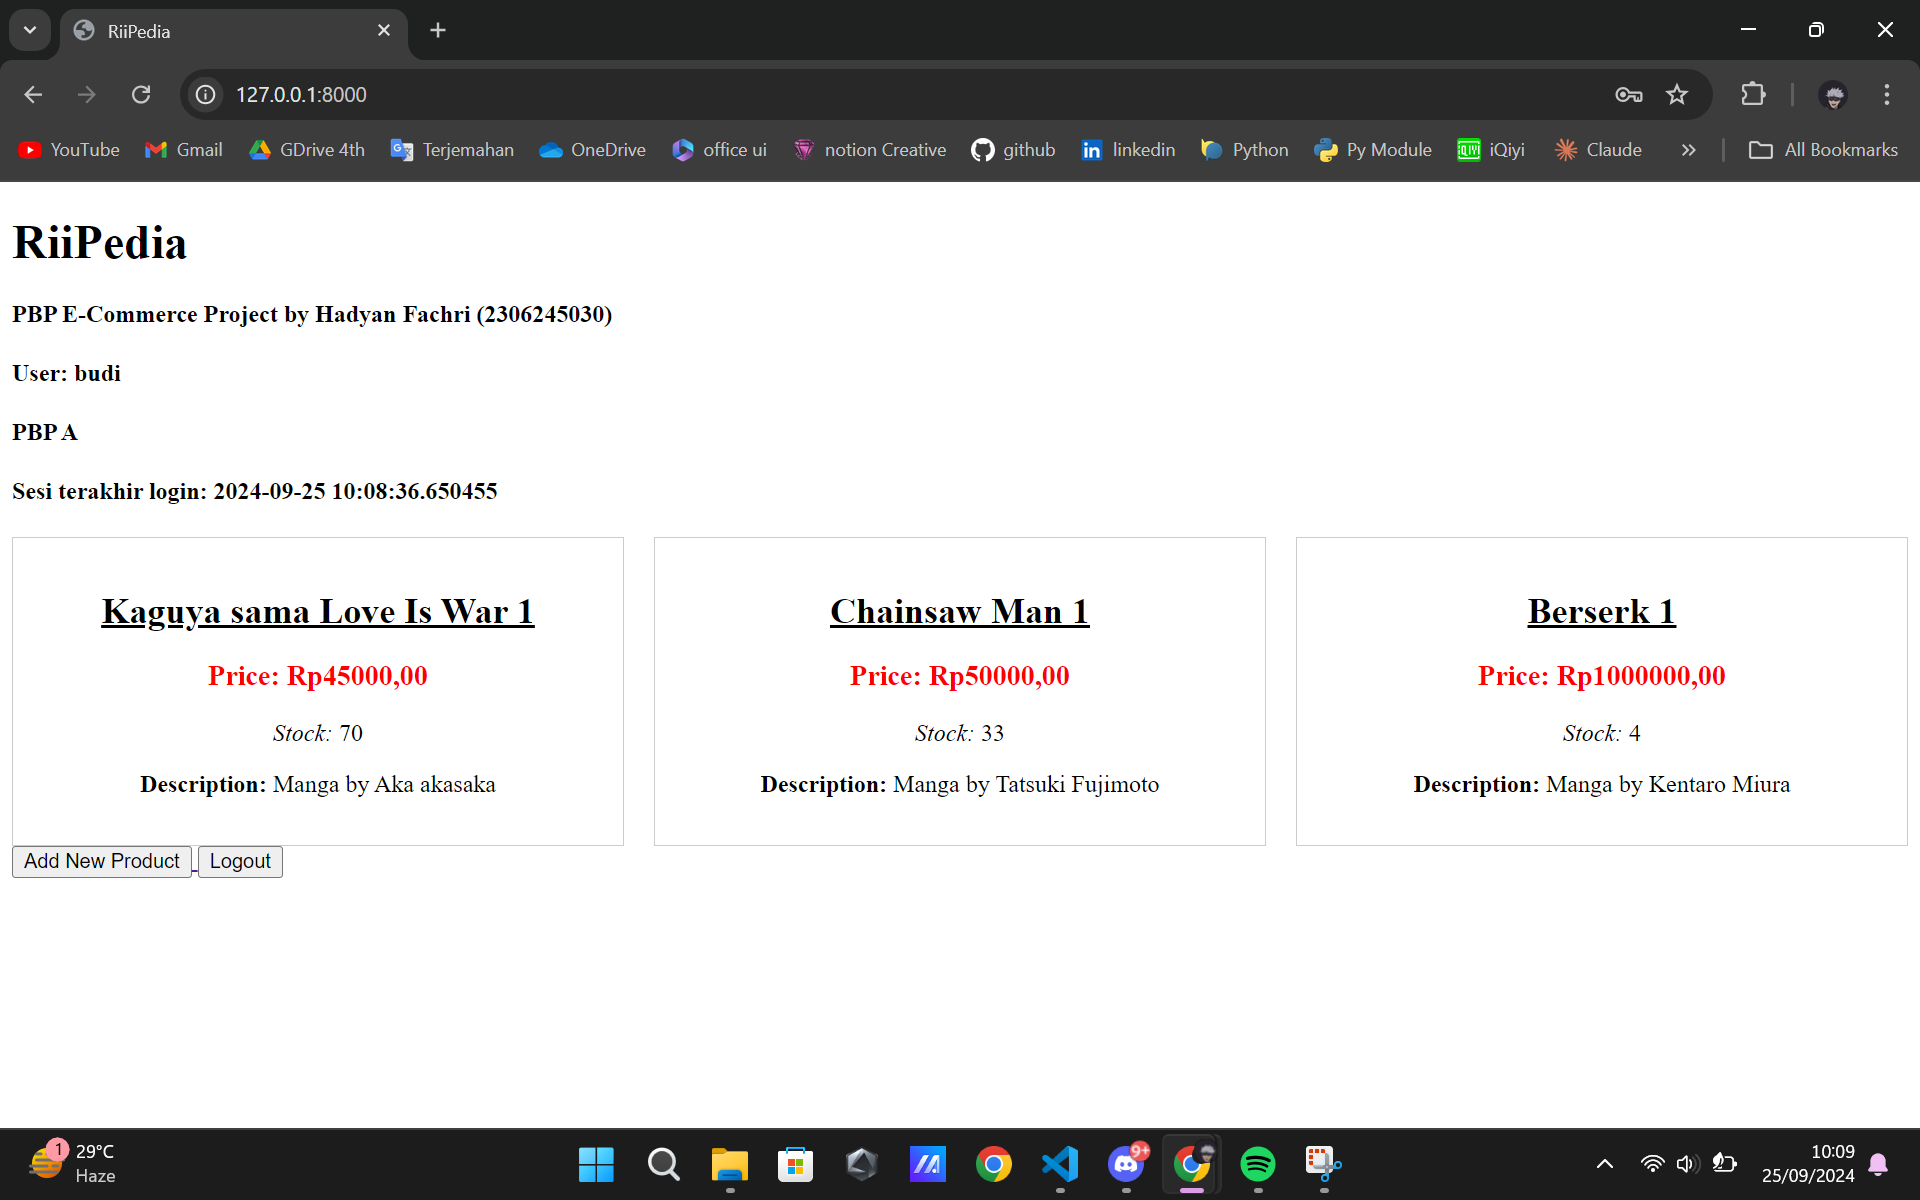 RiiPedia
127.0.0.1:8000
YouTube Gmail GDrive 4th Terjemahan OneDrive office ui notion Creative github linkedin Python Py Module iQIYI iQiyi Claude » All Bookmarks
RiiPedia
PBP E-Commerce Project by Hadyan Fachri (2306245030)
User: budi
PBP A
Sesi terakhir login: 2024-09-25 10:08:36.650455
Kaguya sama Love Is War 1
Price: Rp45000,00
Stock: 70
Description: Manga by Aka akasaka
Chainsaw Man 1
Price: Rp50000,00
Stock: 33
Description: Manga by Tatsuki Fujimoto
Berserk 1
Price: Rp1000000,00
Stock: 4
Description: Manga by Kentaro Miura
Add New Product Logout
1 29°C
Haze
9+
10:09
25/09/2024